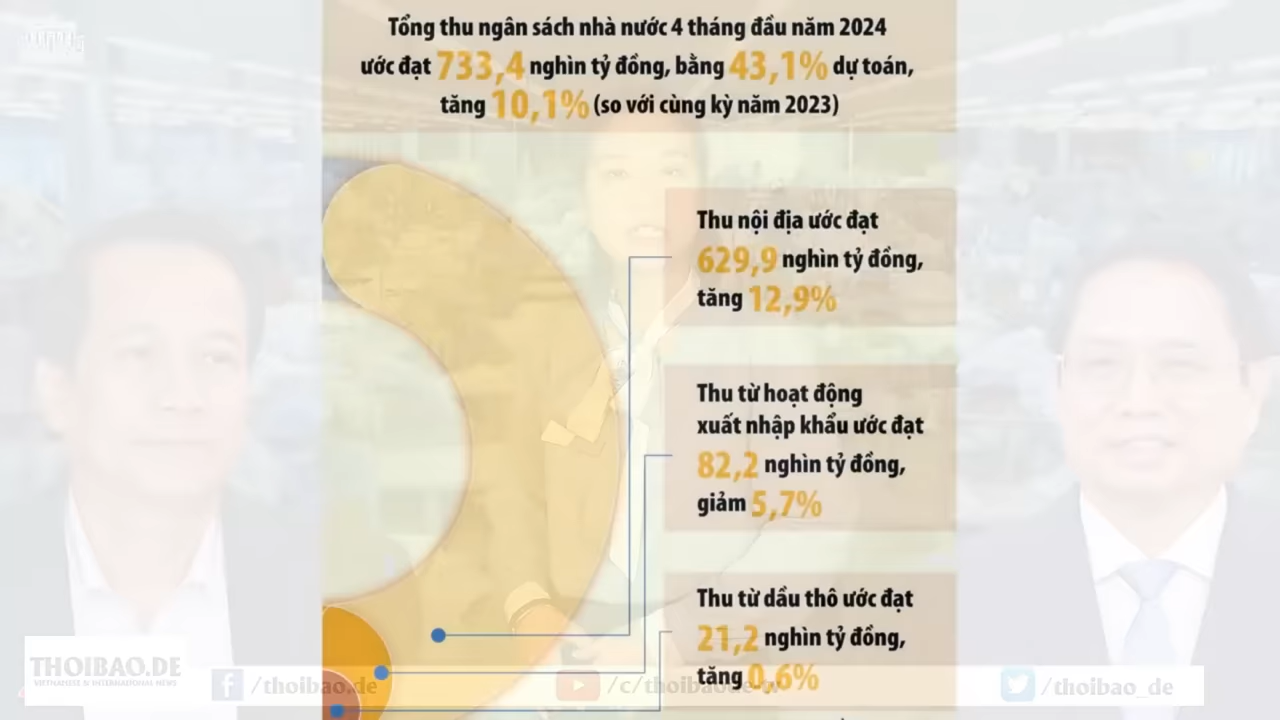 Tổng thu ngân sách nhà nước 4 tháng đầu năm 2024
ước đạt 733,4 nghìn tỷ đồng, bằng 43,1% dự toán,
tăng 10,1% (so với cùng kỳ năm 2023)
Thu nội địa ước đạt
629,9 nghìn tỷ đồng,
tăng 12,9%
Thu từ hoạt động
xuất nhập khẩu ước đạt
82,2 nghìn tỷ đồng,
giảm 5,7%
Thu từ dầu thô ước đạt
21,2 nghìn tỷ đồng,
tăng 0,6%
THOIBAO.DE
VIETNAMESE & INTERNATIONAL NEWS
/thoibao.de
/c/thoibaode
/thoibao_de